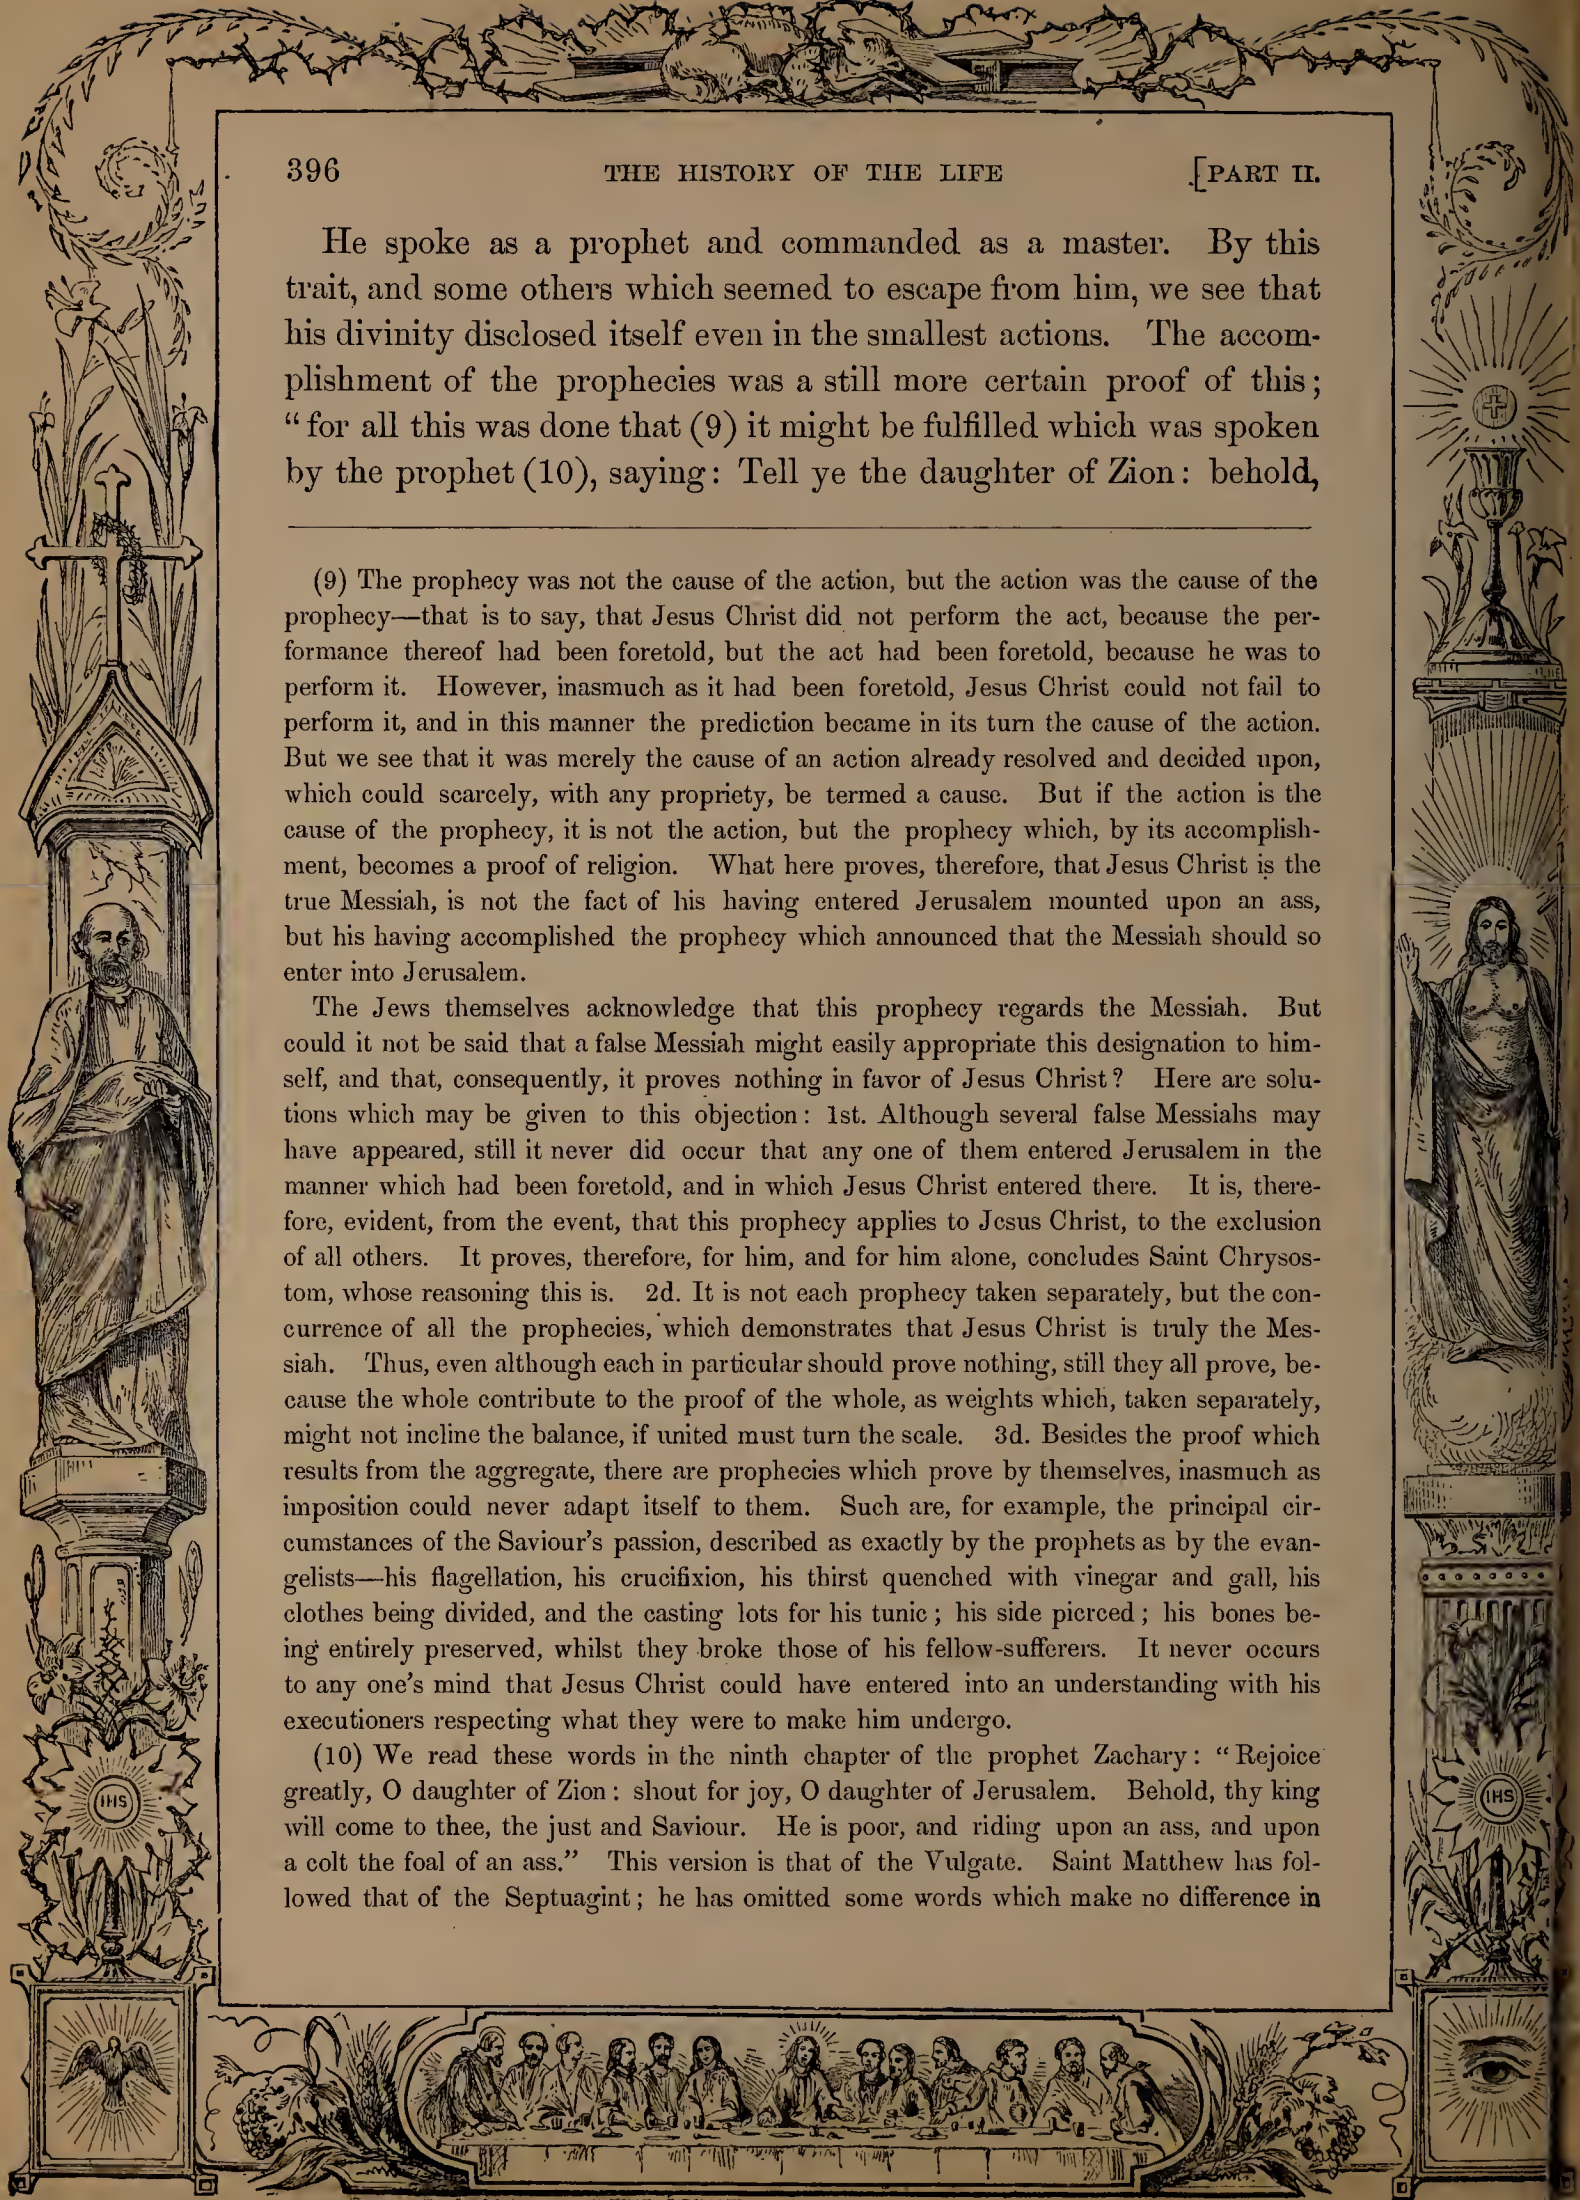 396 THE HISTORY OF THE LIFE [PART II.
He spoke as a prophet and commanded as a master. By this
trait, and some others which seemed to escape from him, we see that
his divinity disclosed itself even in the smallest actions. The accom-
plishment of the prophecies was a still more certain proof of this;
“for all this was done that (9) it might be fulfilled which was spoken
by the prophet (10), saying: Tell ye the daughter of Zion: behold,
(9) The prophecy was not the cause of the action, but the action was the cause of the
prophecy—that is to say, that Jesus Christ did not perform the act, because the per-
formance thereof had been foretold, but the act had been foretold, because he was to
perform it. However, inasmuch as it had been foretold, Jesus Christ could not fail to
perform it, and in this manner the prediction became in its turn the cause of the action.
But we see that it was merely the cause of an action already resolved and decided upon,
which could scarcely, with any propriety, be termed a cause. But if the action is the
cause of the prophecy, it is not the action, but the prophecy which, by its accomplish-
ment, becomes a proof of religion. What here proves, therefore, that Jesus Christ is the
true Messiah, is not the fact of his having entered Jerusalem mounted upon an ass,
but his having accomplished the prophecy which announced that the Messiah should so
enter into Jerusalem.
The Jews themselves acknowledge that this prophecy regards the Messiah. But
could it not be said that a false Messiah might easily appropriate this designation to him-
self, and that, consequently, it proves nothing in favor of Jesus Christ? Here are solu-
tions which may be given to this objection: 1st. Although several false Messiahs may
have appeared, still it never did occur that any one of them entered Jerusalem in the
manner which had been foretold, and in which Jesus Christ entered there. It is, there-
fore, evident, from the event, that this prophecy applies to Jesus Christ, to the exclusion
of all others. It proves, therefore, for him, and for him alone, concludes Saint Chrysos-
tom, whose reasoning this is. 2d. It is not each prophecy taken separately, but the con-
currence of all the prophecies, which demonstrates that Jesus Christ is truly the Mes-
siah. Thus, even although each in particular should prove nothing, still they all prove, be-
cause the whole contribute to the proof of the whole, as weights which, taken separately,
might not incline the balance, if united must turn the scale. 3d. Besides the proof which
results from the aggregate, there are prophecies which prove by themselves, inasmuch as
imposition could never adapt itself to them. Such are, for example, the principal cir-
cumstances of the Saviour’s passion, described as exactly by the prophets as by the evan-
gelists—his flagellation, his crucifixion, his thirst quenched with vinegar and gall, his
clothes being divided, and the casting lots for his tunic; his side pierced; his bones be-
ing entirely preserved, whilst they broke those of his fellow-sufferers. It never occurs
to any one’s mind that Jesus Christ could have entered into an understanding with his
executioners respecting what they were to make him undergo.
(10) We read these words in the ninth chapter of the prophet Zachary: “Rejoice
greatly, O daughter of Zion: shout for joy, O daughter of Jerusalem. Behold, thy king
will come to thee, the just and Saviour. He is poor, and riding upon an ass, and upon
a colt the foal of an ass.” This version is that of the Vulgate. Saint Matthew has fol-
lowed that of the Septuagint; he has omitted some words which make no difference in
IHS
IHS